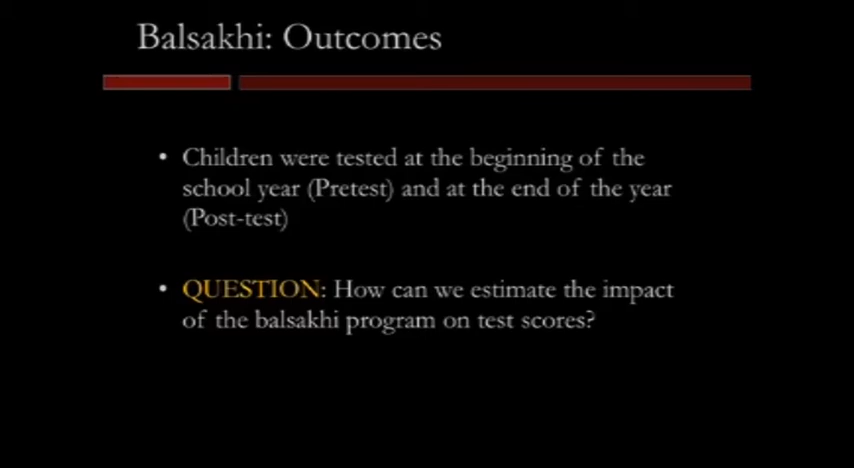 Balsakhi: Outcomes
• Children were tested at the beginning of the
school year (Pretest) and at the end of the year
(Post-test)
• QUESTION: How can we estimate the impact
of the balsakhi program on test scores?